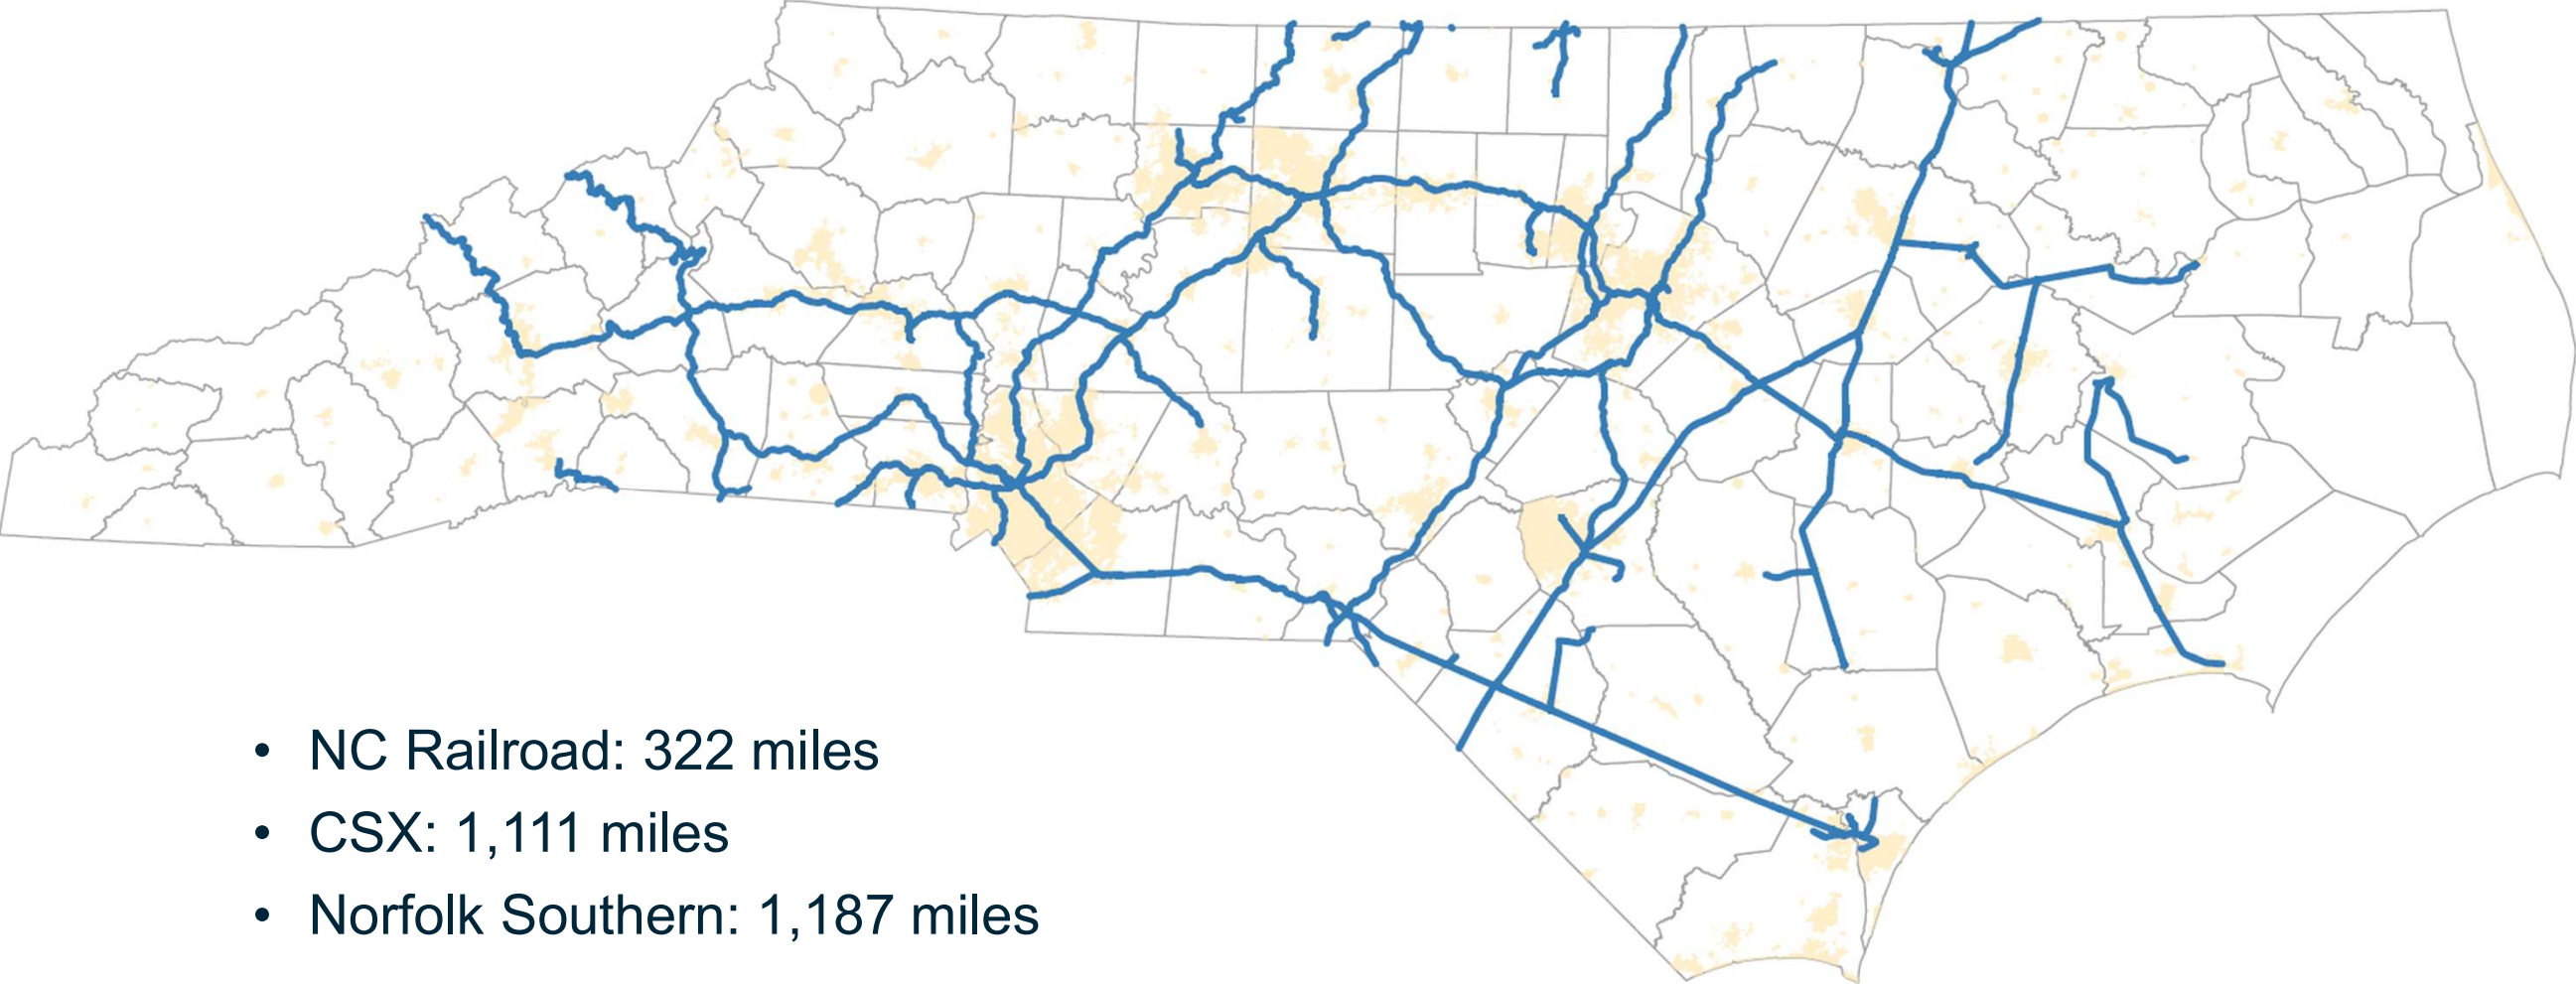 • NC Railroad: 322 miles
• CSX: 1,111 miles
• Norfolk Southern: 1,187 miles